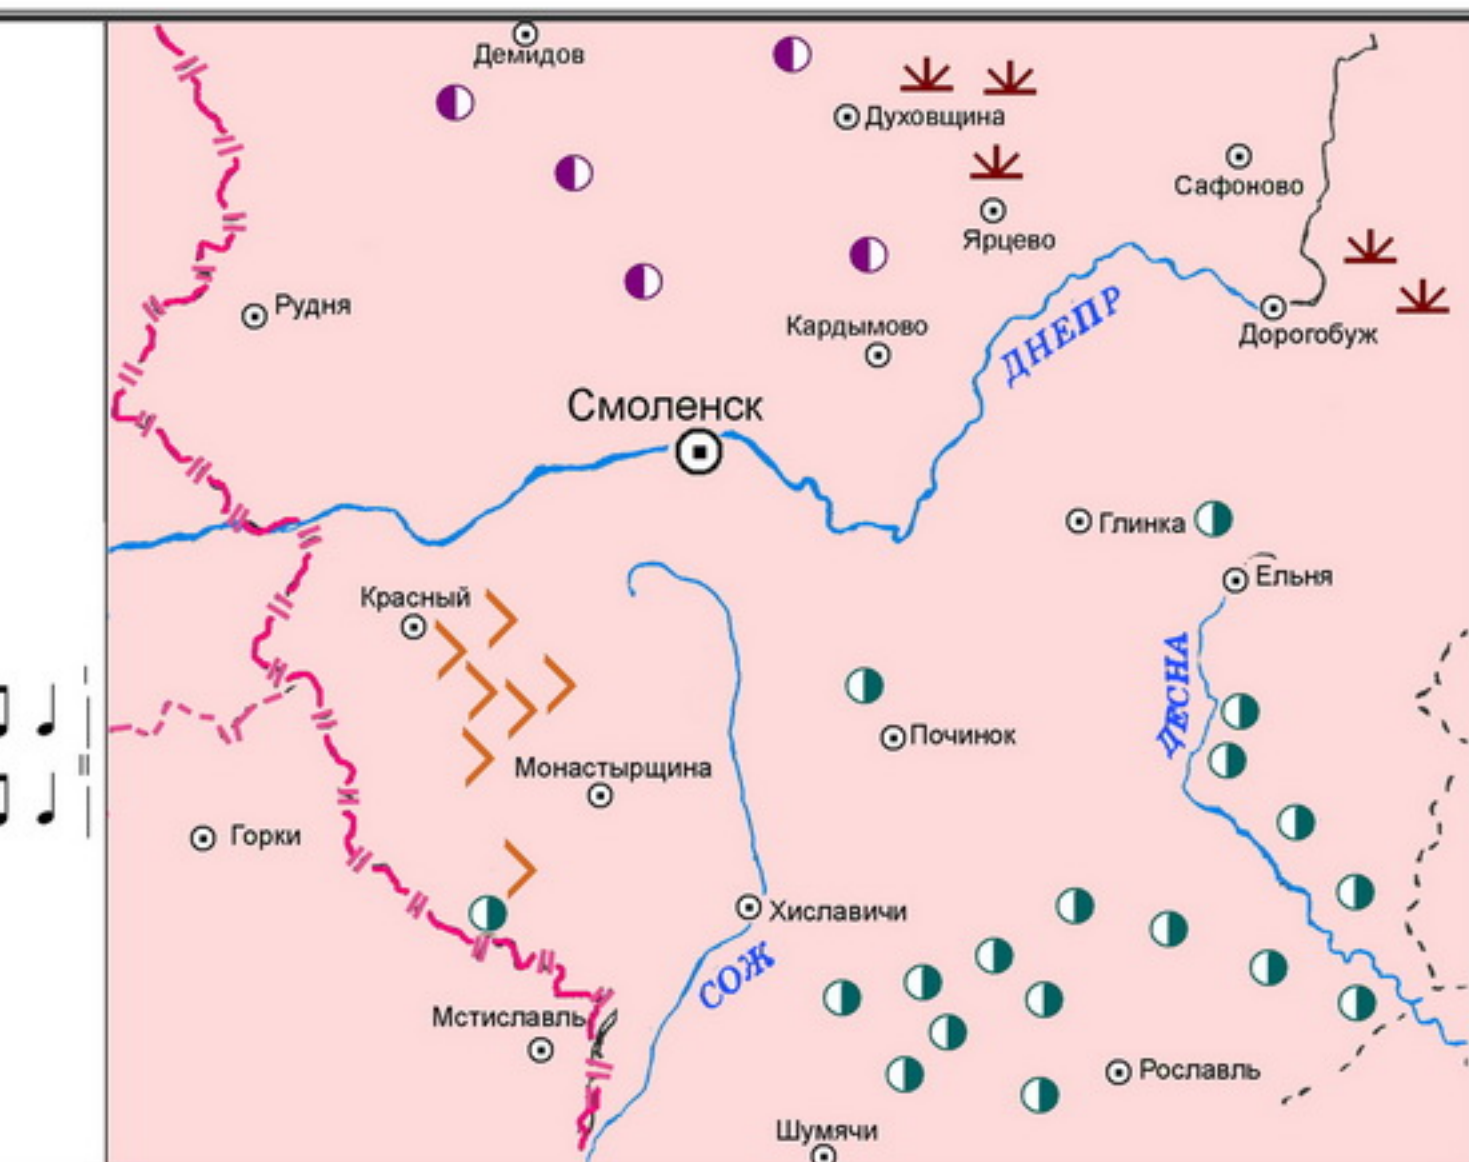 Демидов
Духовщина
Сафоново
Ярцево
Рудня
ДНЕПР
Кардымово
Дорогобуж
Смоленск
Глинка
Ельня
Красный
ДЕСНА
Починок
Монастырщина
Горки
Хиславичи
СОЖ
Мстиславль
Рославль
Шумячи